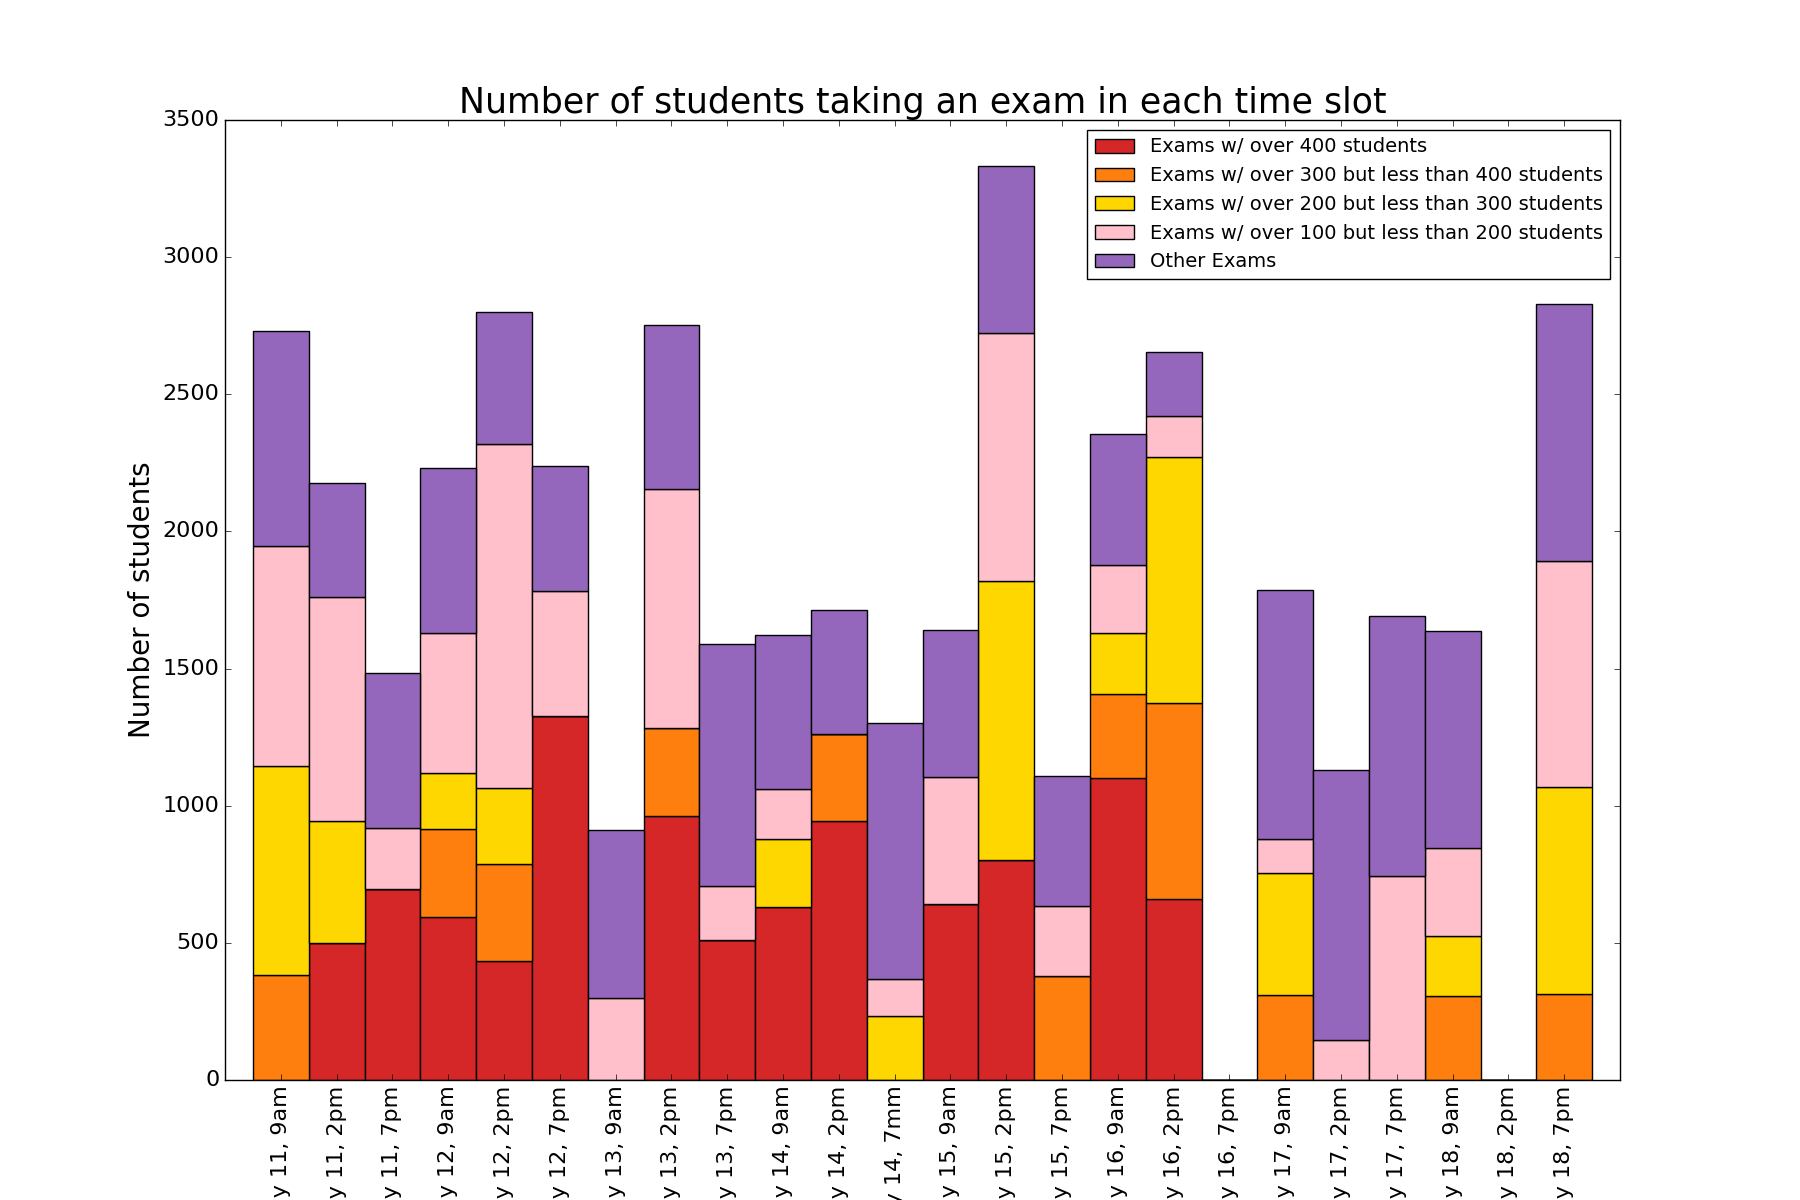 Number of students taking an exam in each time slot
Number of students
3500
3000
2500
2000
1500
1000
500
0
Exams w/ over 400 students
Exams w/ over 300 but less than 400 students
Exams w/ over 200 but less than 300 students
Exams w/ over 100 but less than 200 students
Other Exams
y 11, 9am
y 11, 2pm
y 11, 7pm
y 12, 9am
y 12, 2pm
y 12, 7pm
y 13, 9am
y 13, 2pm
y 13, 7pm
y 14, 9am
y 14, 2pm
y 14, 7mm
y 15, 9am
y 15, 2pm
y 15, 7pm
y 16, 9am
y 16, 2pm
y 16, 7pm
y 17, 9am
y 17, 2pm
y 17, 7pm
y 18, 9am
y 18, 2pm
y 18, 7pm